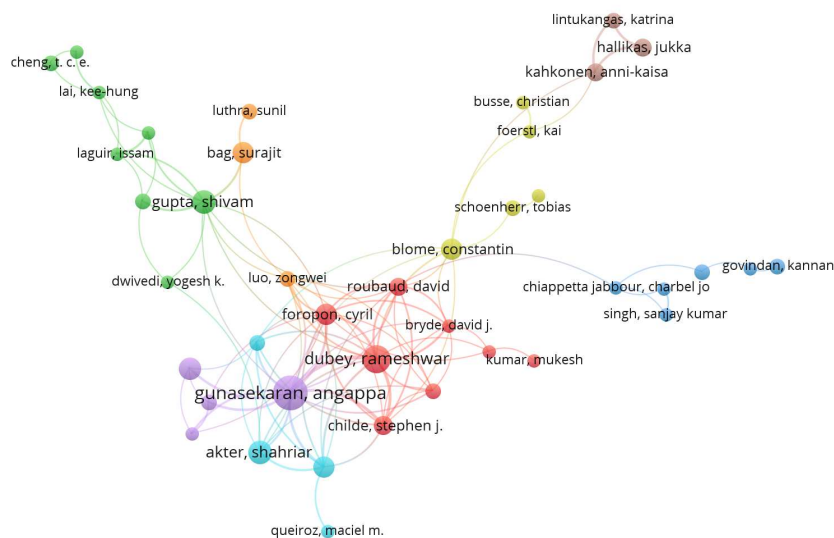 lintukangas, katrina
hallikas, jukka
cheng, t. c. e.
kahkonen, anni-kaisa
lai, kee-hung
busse, christian
luthra, sunil
foerstl, kai
laguir, issam
bag, surajit
gupta, shivam
schoenherr, tobias
blome, constantin
govindan, kannan
dwivedi, yogesh k.
luo, zongwei
roubaud, david
chiappetta jabbour, charbel jo
foropon, cyril
singh, sanjay kumar
bryde, david j.
dubey, rameshwar
kumar, mukesh
gunasekaran, angappa
childe, stephen j.
akter, shahriar
queiroz, maciel m.